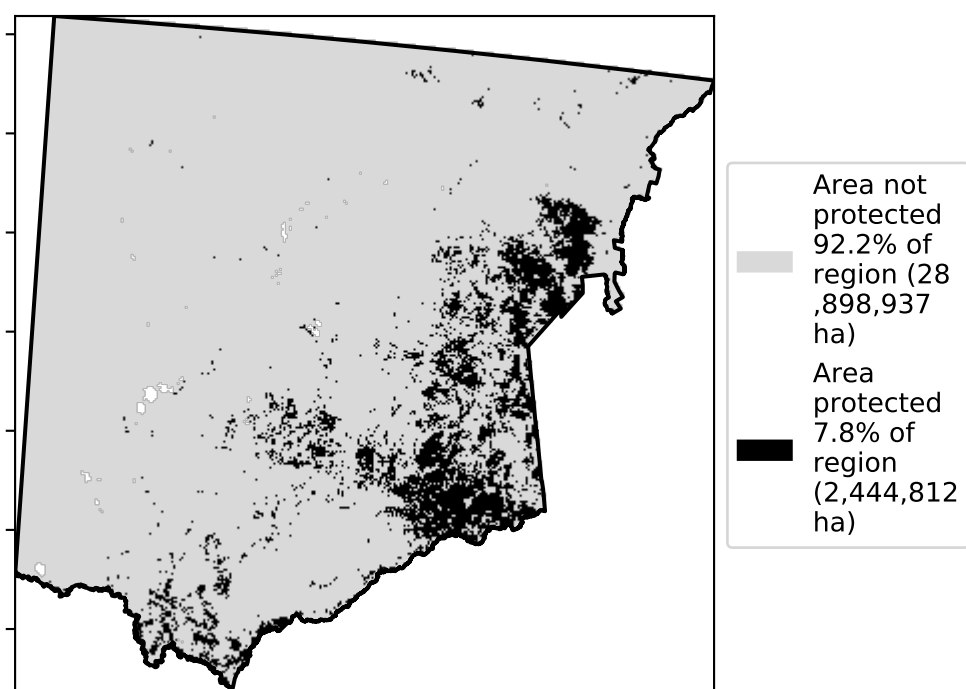 Area not
protected
92.2% of
region (28
,898,937
ha)
Area
protected
7.8% of
region
(2,444,812
ha)